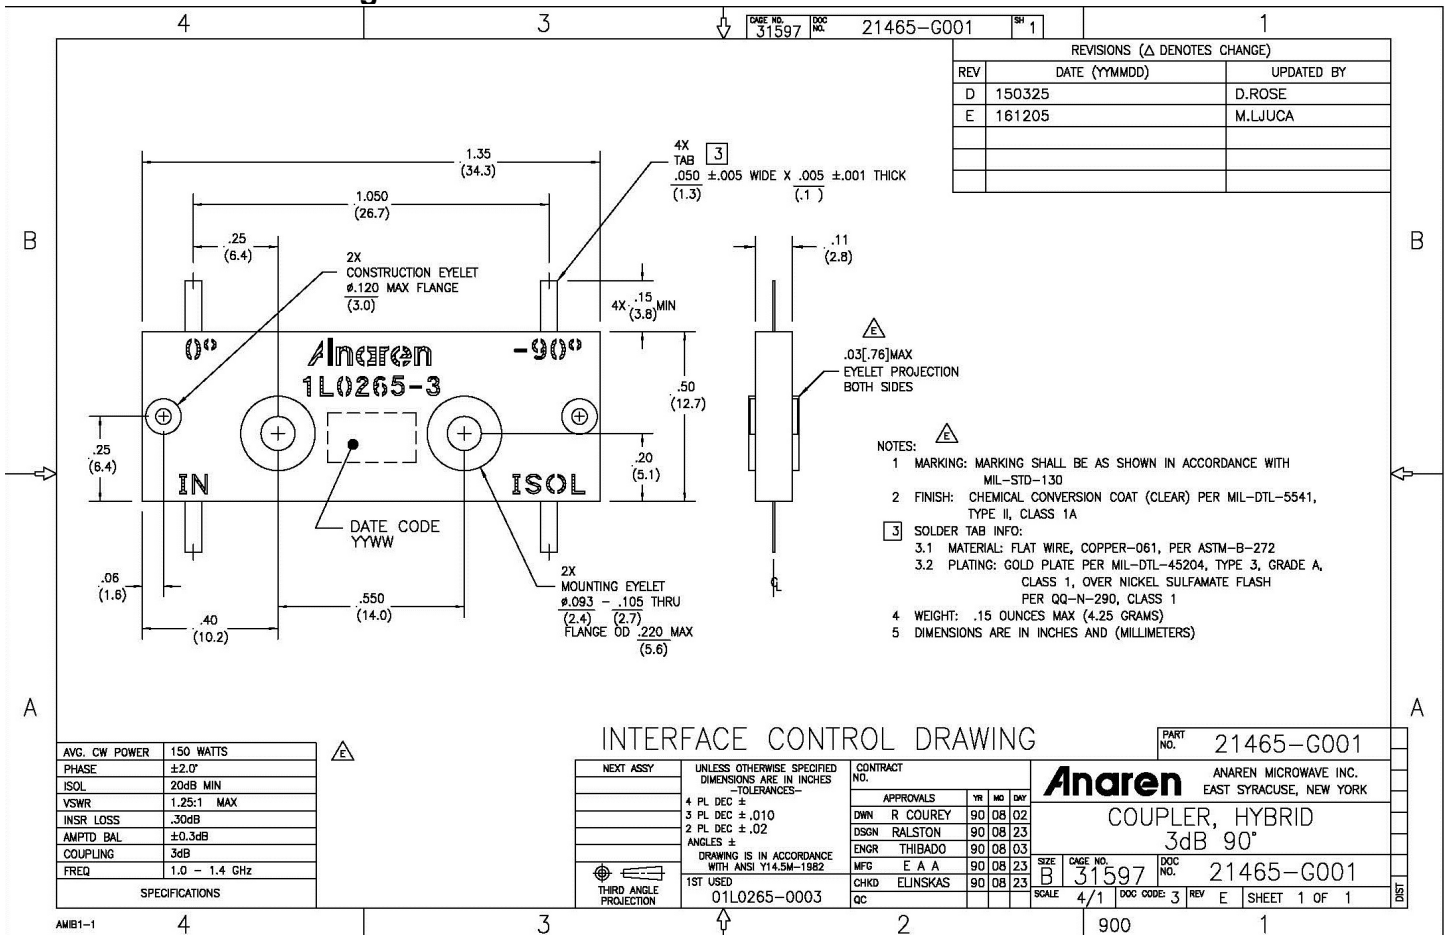 4 3 CAGE NO. 31597 DOC NO. 21465-G001 SH 1 1
REVISIONS (△ DENOTES CHANGE)
REV DATE (YYMMDD) UPDATED BY
D 150325 D.ROSE
E 161205 M.LJUCA
B B
1.35
(34.3)
1.050
(26.7)
.25
(6.4)
2X
CONSTRUCTION EYELET
ø.120 MAX FLANGE
(3.0)
4X
TAB 3
.050 ±.005 WIDE X .005 ±.001 THICK
(1.3) (.1 )
.11
(2.8)
4X .15 MIN
(3.8)
0° -90°
Anaren
1L0265-3
IN ISOL
.50
(12.7)
.20
(5.1)
.25
(6.4)
DATE CODE
YYWW
.06
(1.6)
.40
(10.2)
.550
(14.0)
2X
MOUNTING EYELET
ø.093 - .105 THRU
(2.4) (2.7)
FLANGE OD .220 MAX
(5.6)
E
.03[.76]MAX
EYELET PROJECTION
BOTH SIDES
℄
NOTES: E
1 MARKING: MARKING SHALL BE AS SHOWN IN ACCORDANCE WITH
MIL-STD-130
2 FINISH: CHEMICAL CONVERSION COAT (CLEAR) PER MIL-DTL-5541,
TYPE II, CLASS 1A
3 SOLDER TAB INFO:
3.1 MATERIAL: FLAT WIRE, COPPER-061, PER ASTM-B-272
3.2 PLATING: GOLD PLATE PER MIL-DTL-45204, TYPE 3, GRADE A,
CLASS 1, OVER NICKEL SULFAMATE FLASH
PER QQ-N-290, CLASS 1
4 WEIGHT: .15 OUNCES MAX (4.25 GRAMS)
5 DIMENSIONS ARE IN INCHES AND (MILLIMETERS)
A A
AVG. CW POWER 150 WATTS
PHASE ±2.0°
ISOL 20dB MIN
VSWR 1.25:1 MAX
INSR LOSS .30dB
AMPTD BAL ±0.3dB
COUPLING 3dB
FREQ 1.0 - 1.4 GHz
SPECIFICATIONS
E
INTERFACE CONTROL DRAWING
PART NO. 21465-G001
NEXT ASSY
THIRD ANGLE
PROJECTION
UNLESS OTHERWISE SPECIFIED
DIMENSIONS ARE IN INCHES
-TOLERANCES-
4 PL DEC ±
3 PL DEC ± .010
2 PL DEC ± .02
ANGLES ±
DRAWING IS IN ACCORDANCE
WITH ANSI Y14.5M-1982
1ST USED
01L0265-0003
CONTRACT
NO.
APPROVALS YR MO DAY
DWN R COUREY 90 08 02
DSGN RALSTON 90 08 23
ENGR THIBADO 90 08 03
MFG E A A 90 08 23
CHKD ELINSKAS 90 08 23
QC
Anaren
ANAREN MICROWAVE INC.
EAST SYRACUSE, NEW YORK
COUPLER, HYBRID
3dB 90°
SIZE B CAGE NO. 31597 DOC NO. 21465-G001
SCALE 4/1 DOC CODE: 3 REV E SHEET 1 OF 1
DIST
AMIB1-1 4 3 2 900 1